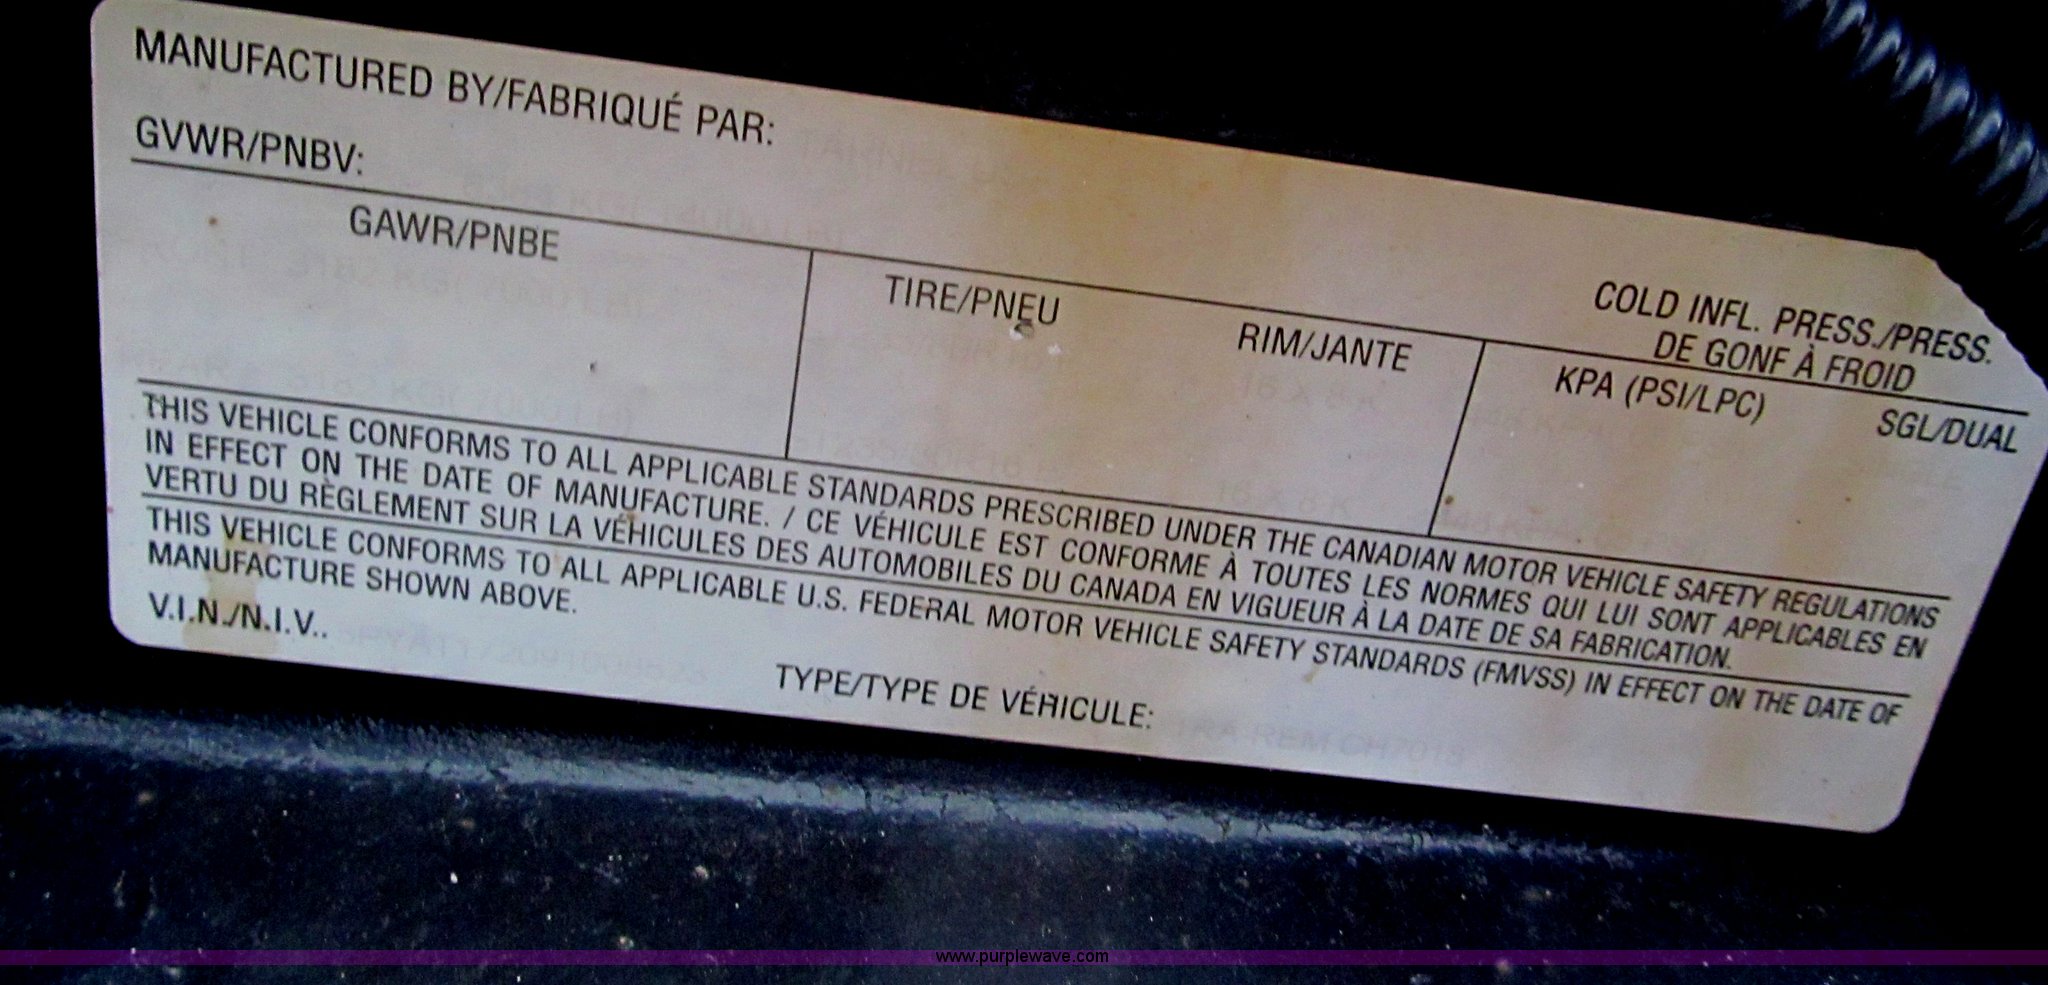 MANUFACTURED BY/FABRIQUÉ PAR:
GVWR/PNBV:
GAWR/PNBE
TIRE/PNEU
RIM/JANTE
COLD INFL. PRESS./PRESS.
DE GONF À FROID
KPA (PSI/LPC)
SGL/DUAL
THIS VEHICLE CONFORMS TO ALL APPLICABLE STANDARDS PRESCRIBED UNDER THE CANADIAN MOTOR VEHICLE SAFETY REGULATIONS
IN EFFECT ON THE DATE OF MANUFACTURE. / CE VÉHICULE EST CONFORME À TOUTES LES NORMES QUI LUI SONT APPLICABLES EN
VERTU DU RÈGLEMENT SUR LA VÉHICULES DES AUTOMOBILES DU CANADA EN VIGUEUR À LA DATE DE SA FABRICATION.
THIS VEHICLE CONFORMS TO ALL APPLICABLE U.S. FEDERAL MOTOR VEHICLE SAFETY STANDARDS (FMVSS) IN EFFECT ON THE DATE OF
MANUFACTURE SHOWN ABOVE.
V.I.N./N.I.V..
TYPE/TYPE DE VÉHICULE:
TRA REM CH7018
www.purplewave.com